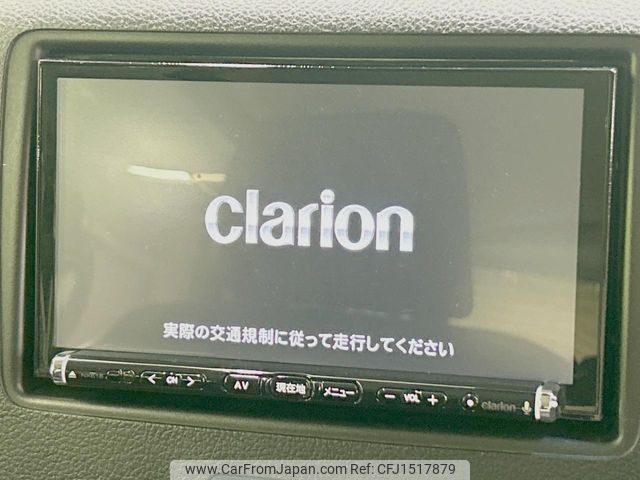 clarion
実際の交通規制に従って走行してください
CH
AV
現在地
メニュー
− VOL +
clarion
www.CarFromJapan.com CFJ1517879